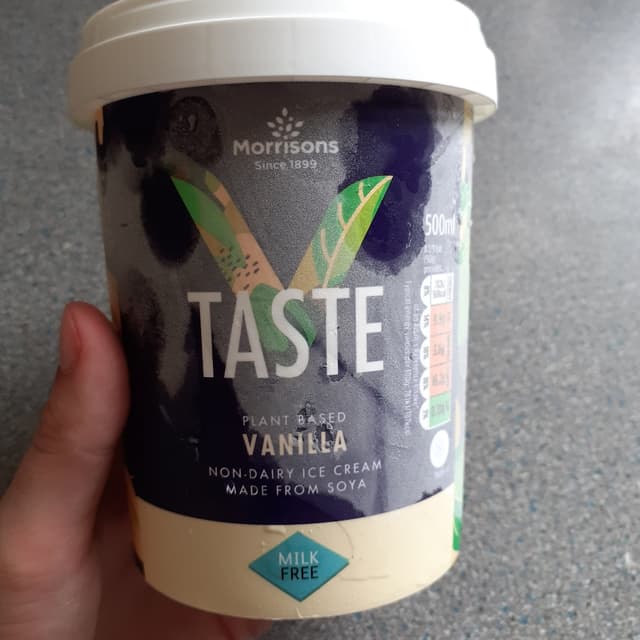 Morrisons
Since 1899
V
TASTE
500ml
PLANT BASED
VANILLA
NON-DAIRY ICE CREAM
MADE FROM SOYA
MILK
FREE